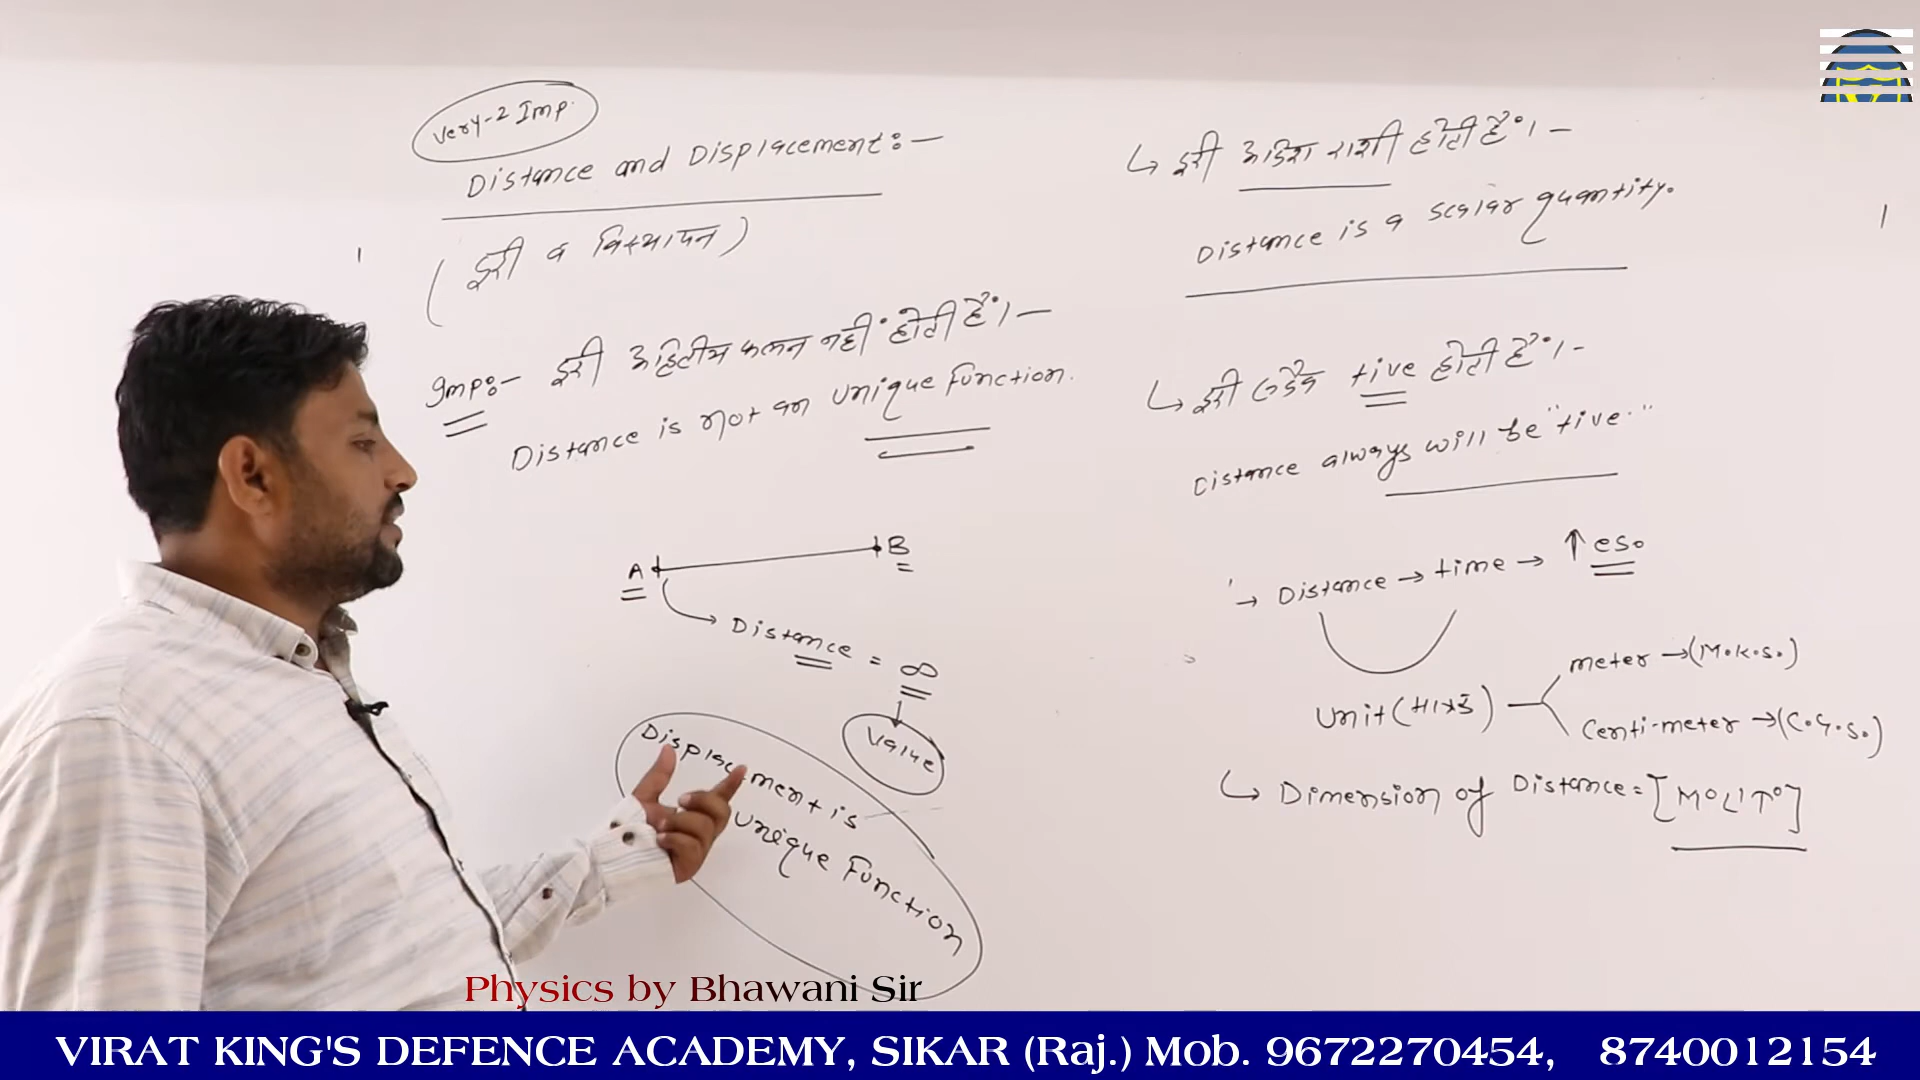 Very-2 Imp.
Distance and Displacement:-
(दूरी व विस्थापन)
Imp:- दूरी अद्वितीय फलन नहीं होती हैं।-
Distance is not an unique Function.
A B
Distance = ∞
Value
Displacement is
unique Function
↳ दूरी अदिश राशी होती हैं।-
Distance is a scalar quantity.
↳ दूरी सदैव +ive होती हैं।-
Distance always will be "+ive."
→ Distance → time → ↑es.
Unit (मात्रक)
meter → (M.K.S.)
Centi-meter → (C.G.S.)
↳ Dimension of Distance = [M⁰L¹T⁰]
Physics by Bhawani Sir
VIRAT KING'S DEFENCE ACADEMY, SIKAR (Raj.) Mob. 9672270454, 8740012154